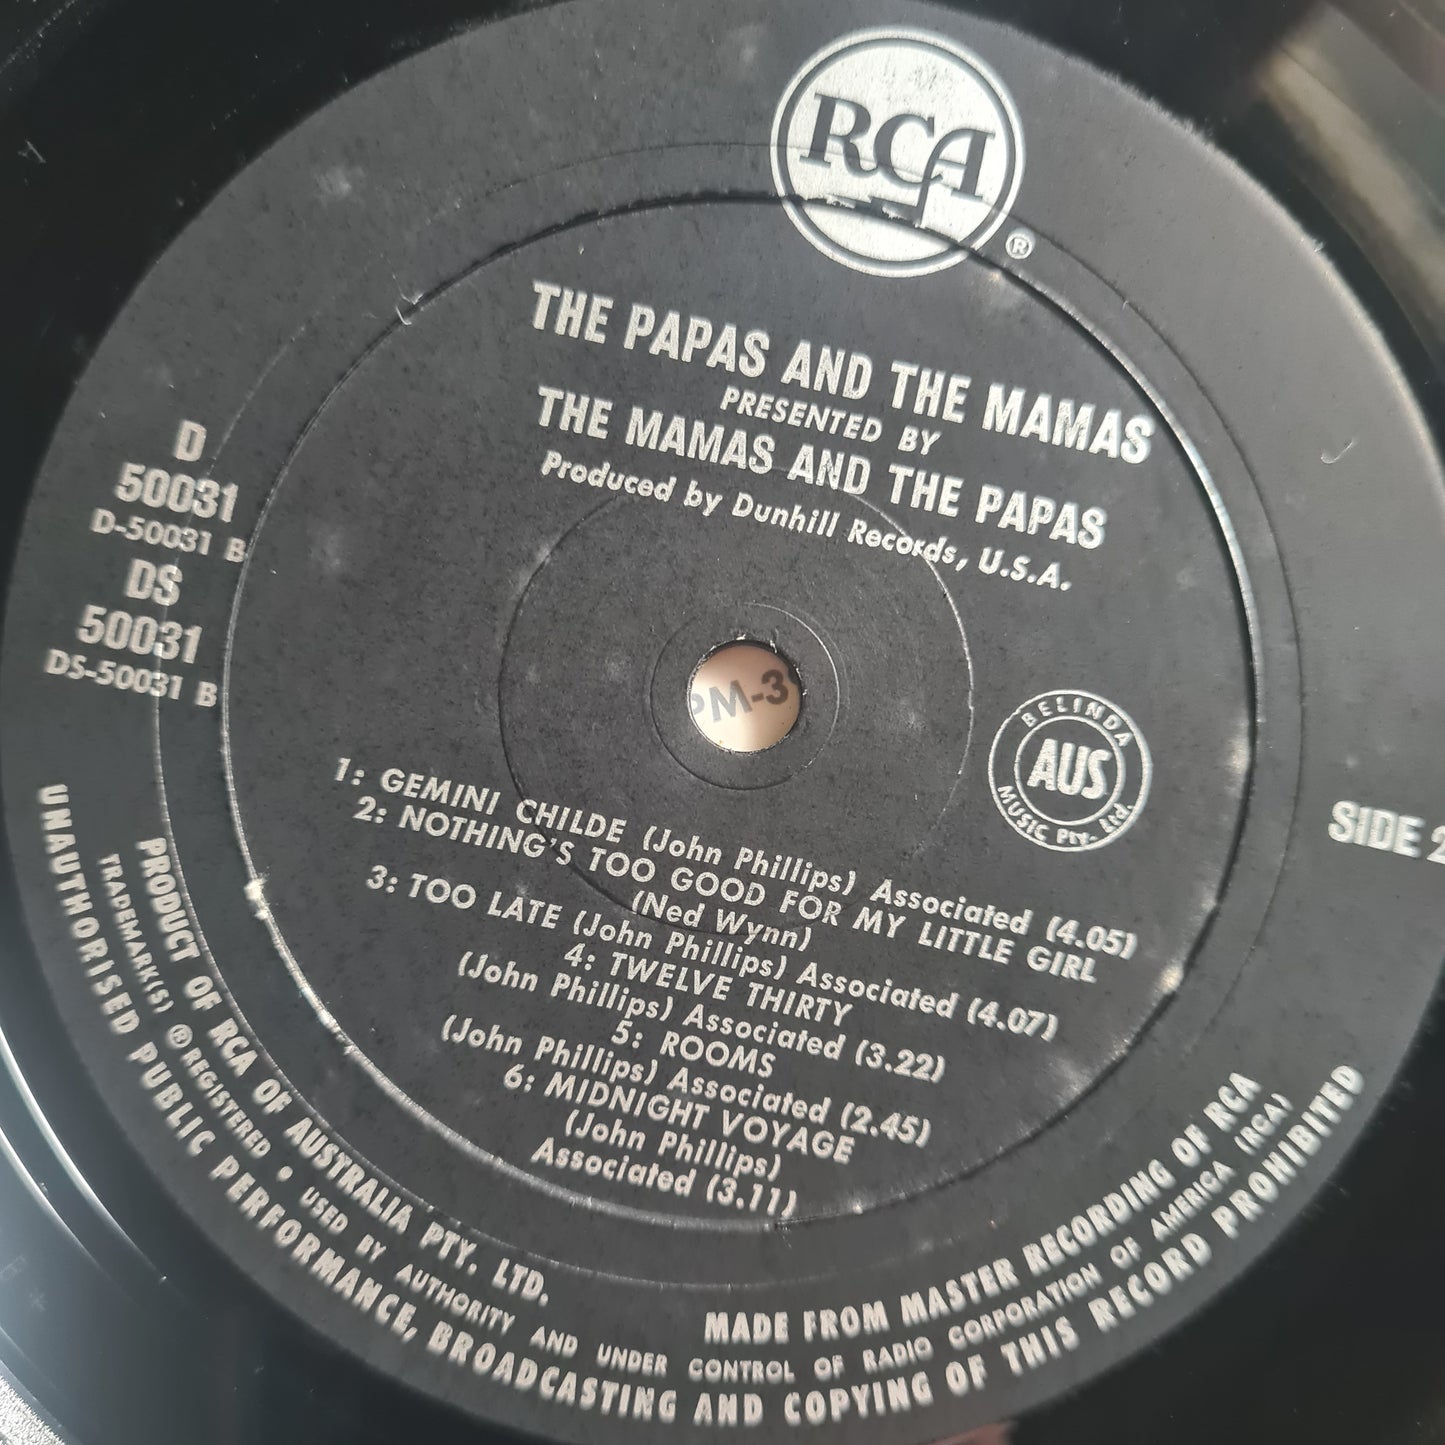 RCA
®
THE PAPAS AND THE MAMAS
PRESENTED BY
THE MAMAS AND THE PAPAS
Produced by Dunhill Records, U.S.A.
D
50031
D-50031 B
DS
50031
DS-50031 B
PM-3
BELINDA
AUS
MUSIC Pty. Ltd.
SIDE 2
1: GEMINI CHILDE (John Phillips) Associated (4.05)
2: NOTHING'S TOO GOOD FOR MY LITTLE GIRL
(Ned Wynn)
3: TOO LATE (John Phillips) Associated (4.07)
4: TWELVE THIRTY
(John Phillips) Associated (3.22)
5: ROOMS
(John Phillips) Associated (2.45)
6: MIDNIGHT VOYAGE
(John Phillips)
Associated (3.11)
PRODUCT OF RCA OF AUSTRALIA PTY. LTD. MADE FROM MASTER RECORDING OF RCA
TRADEMARK(S) ® REGISTERED • USED BY AUTHORITY AND UNDER CONTROL OF RADIO CORPORATION OF AMERICA (RCA)
UNAUTHORISED PUBLIC PERFORMANCE, BROADCASTING AND COPYING OF THIS RECORD PROHIBITED